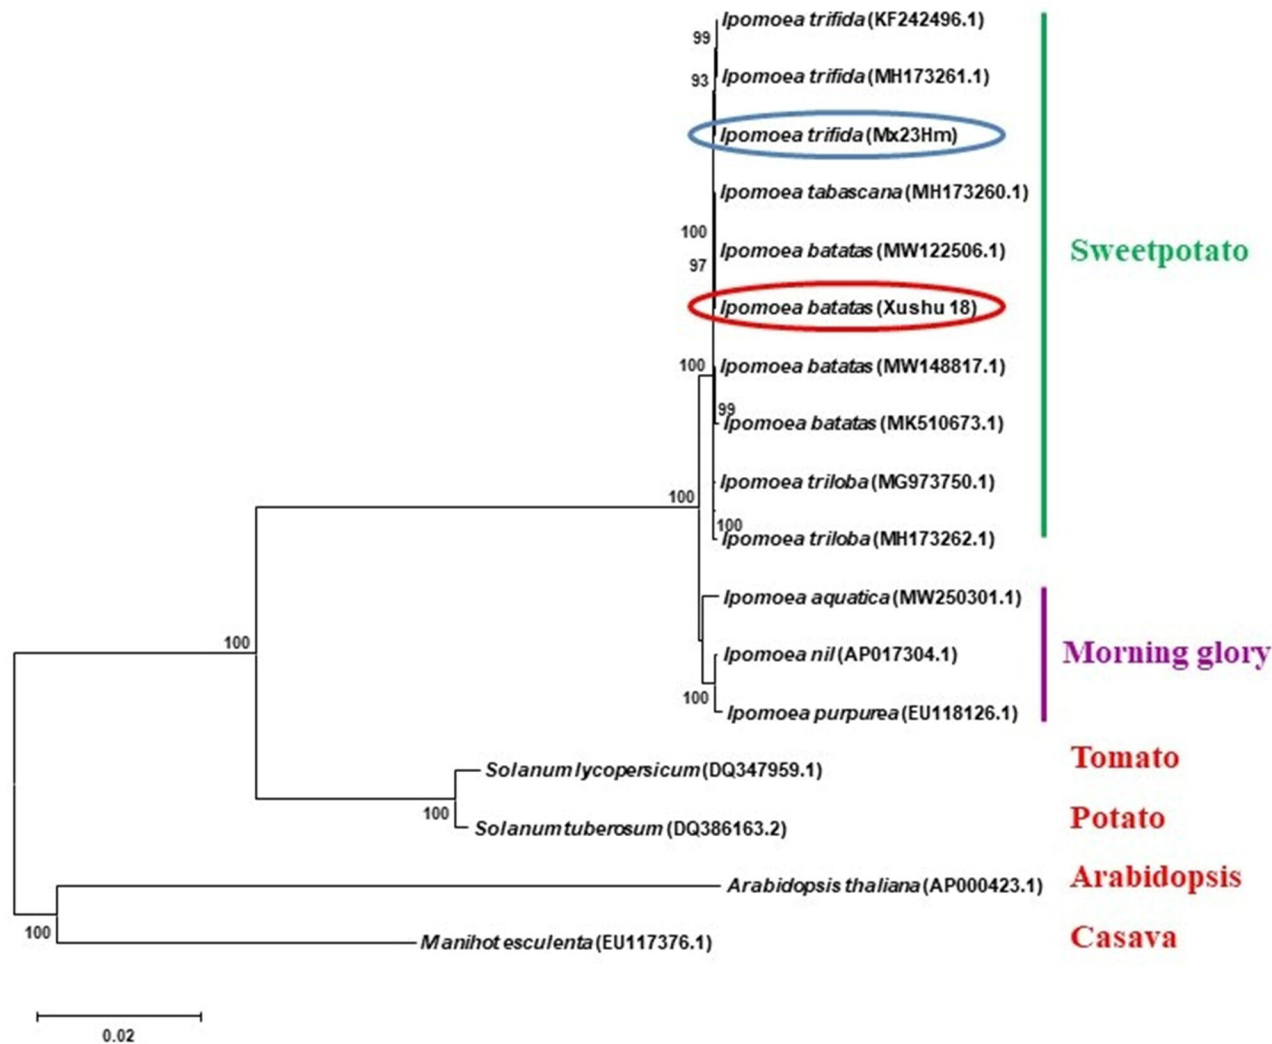 Ipomoea trifida (KF242496.1)
99
93
Ipomoea trifida (MH173261.1)
Ipomoea trifida (Mx23Hm)
Ipomoea tabascana (MH173260.1)
100
Ipomoea batatas (MW122506.1)
Sweetpotato
97
Ipomoea batatas (Xushu 18)
100
Ipomoea batatas (MW148817.1)
99
Ipomoea batatas (MK510673.1)
Ipomoea triloba (MG973750.1)
100
100
Ipomoea triloba (MH173262.1)
Ipomoea aquatica (MW250301.1)
100
Ipomoea nil (AP017304.1)
Morning glory
100
Ipomoea purpurea (EU118126.1)
Solanum lycopersicum (DQ347959.1)
Tomato
100
Solanum tuberosum (DQ386163.2)
Potato
Arabidopsis thaliana (AP000423.1)
Arabidopsis
100
Manihot esculenta (EU117376.1)
Casava
0.02